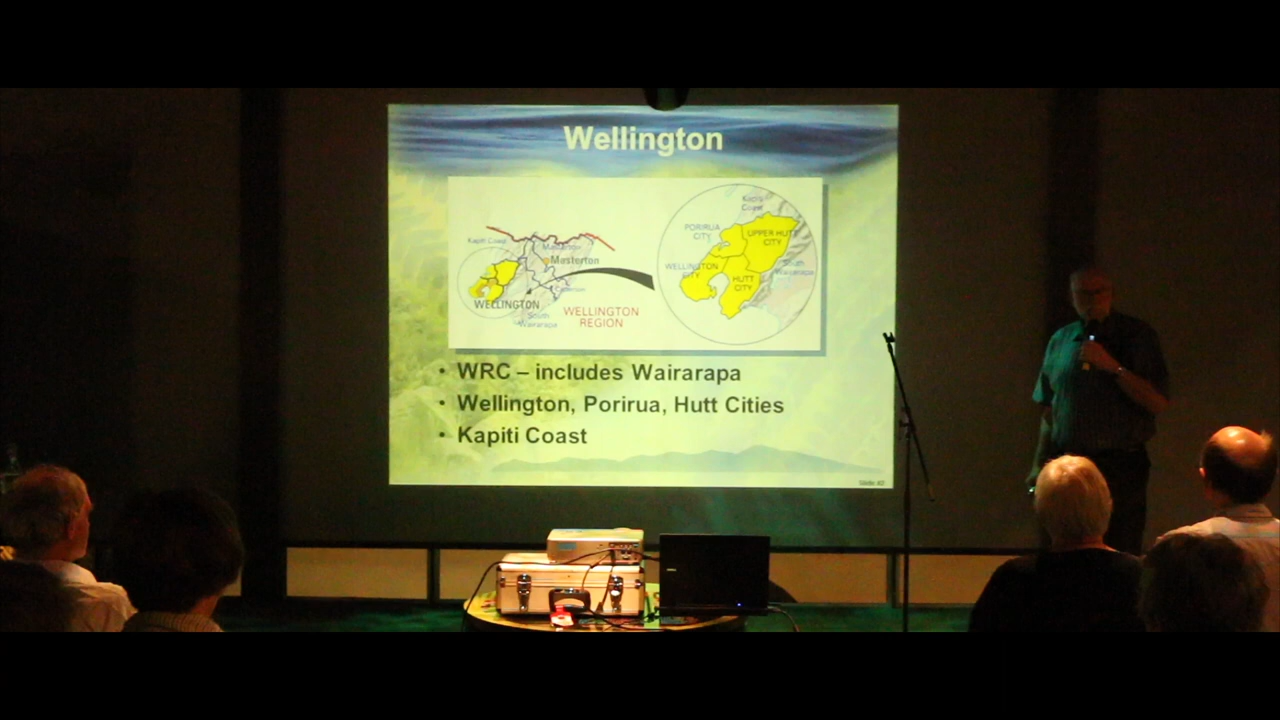 Wellington
Kapiti Coast
Masterton
WELLINGTON
South
Wairarapa
WELLINGTON
REGION
Kapiti
Coast
PORIRUA
CITY
UPPER HUTT
CITY
WELLINGTON
CITY
HUTT
CITY
South
Wairarapa
• WRC – includes Wairarapa
• Wellington, Porirua, Hutt Cities
• Kapiti Coast